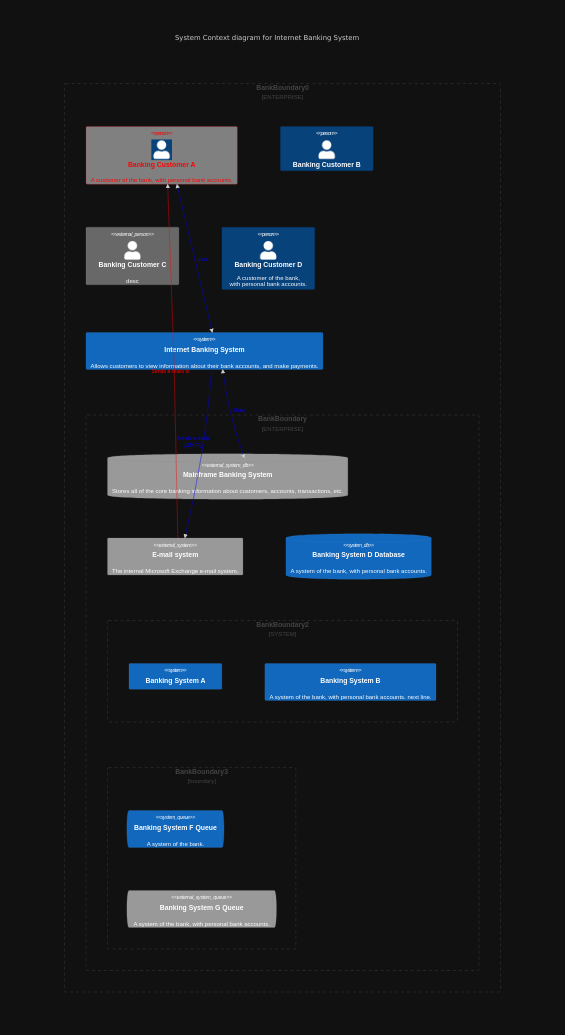 System Context diagram for Internet Banking System
BankBoundary0
[ENTERPRISE]
<<person>>
Banking Customer A
A customer of the bank, with personal bank accounts.
<<person>>
Banking Customer B
<<external_person>>
Banking Customer C
desc
<<person>>
Banking Customer D
A customer of the bank,
with personal bank accounts.
<<system>>
Internet Banking System
Allows customers to view information about their bank accounts, and make payments.
BankBoundary
[ENTERPRISE]
<<external_system_db>>
Mainframe Banking System
Stores all of the core banking information about customers, accounts, transactions, etc.
<<external_system>>
E-mail system
The internal Microsoft Exchange e-mail system.
<<system_db>>
Banking System D Database
A system of the bank, with personal bank accounts.
BankBoundary2
[SYSTEM]
<<system>>
Banking System A
<<system>>
Banking System B
A system of the bank, with personal bank accounts. next line.
BankBoundary3
[boundary]
<<system_queue>>
Banking System F Queue
A system of the bank.
<<external_system_queue>>
Banking System G Queue
A system of the bank, with personal bank accounts.